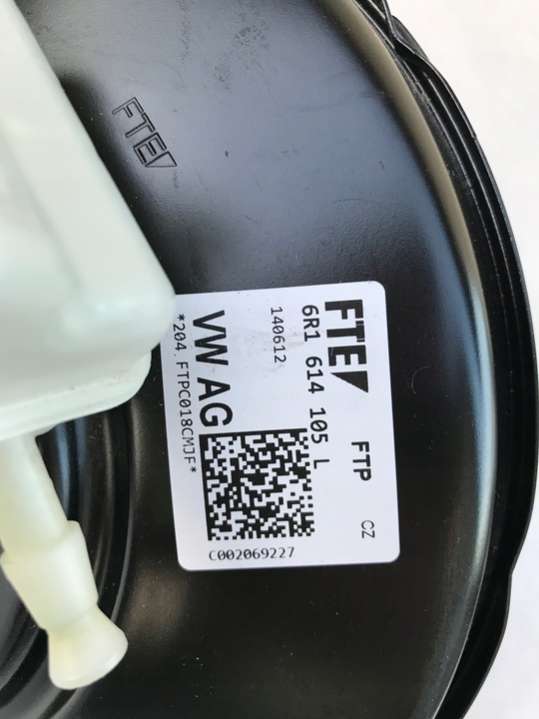 FTE
FTE FTP CZ
6R1 614 105 L
140612
VW AG
*204.FTPC018CMJF*
C002069227